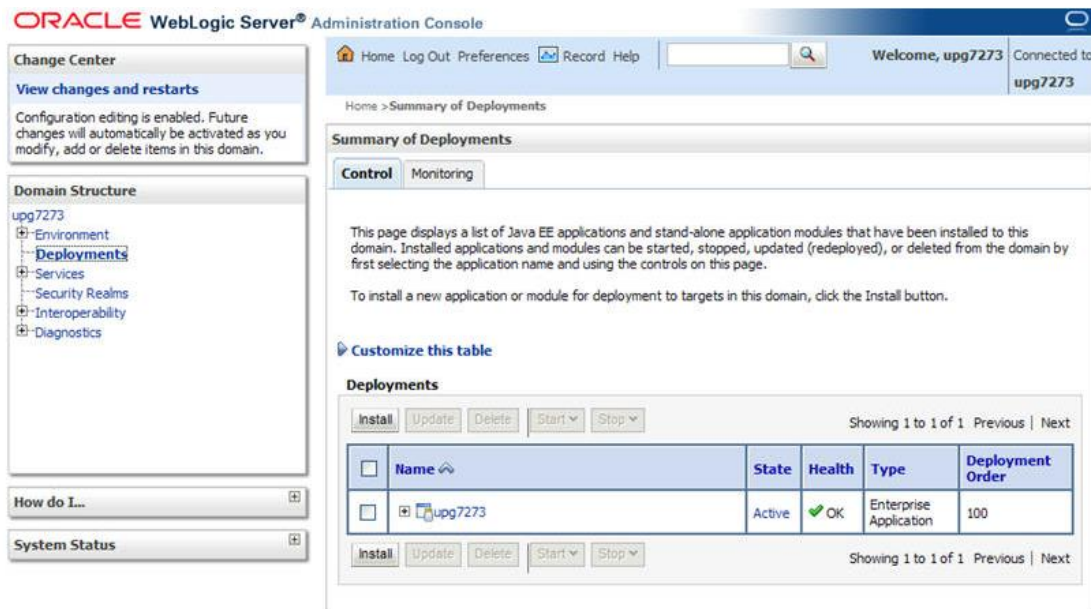 ORACLE WebLogic Server® Administration Console
Change Center
View changes and restarts
Configuration editing is enabled. Future
changes will automatically be activated as you
modify, add or delete items in this domain.
Domain Structure
upg7273
Environment
Deployments
Services
Security Realms
Interoperability
Diagnostics
How do I...
System Status
Home Log Out Preferences Record Help
Welcome, upg7273
Connected to
upg7273
Home >Summary of Deployments
Summary of Deployments
Control Monitoring
This page displays a list of Java EE applications and stand-alone application modules that have been installed to this
domain. Installed applications and modules can be started, stopped, updated (redeployed), or deleted from the domain by
first selecting the application name and using the controls on this page.
To install a new application or module for deployment to targets in this domain, click the Install button.
Customize this table
Deployments
Install Update Delete Start Stop Showing 1 to 1 of 1 Previous | Next
Name State Health Type Deployment
Order
upg7273 Active OK Enterprise
Application 100
Install Update Delete Start Stop Showing 1 to 1 of 1 Previous | Next